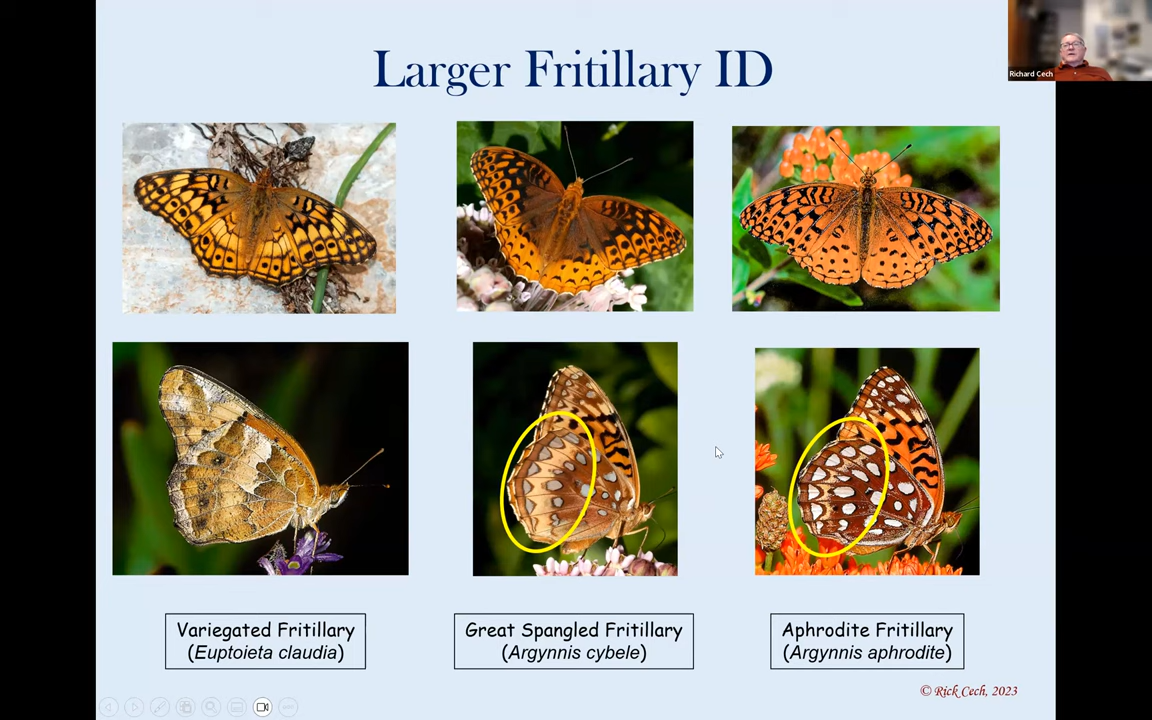 Richard Cech
Larger Fritillary ID
Variegated Fritillary
(Euptoieta claudia)
Great Spangled Fritillary
(Argynnis cybele)
Aphrodite Fritillary
(Argynnis aphrodite)
© Rick Cech, 2023